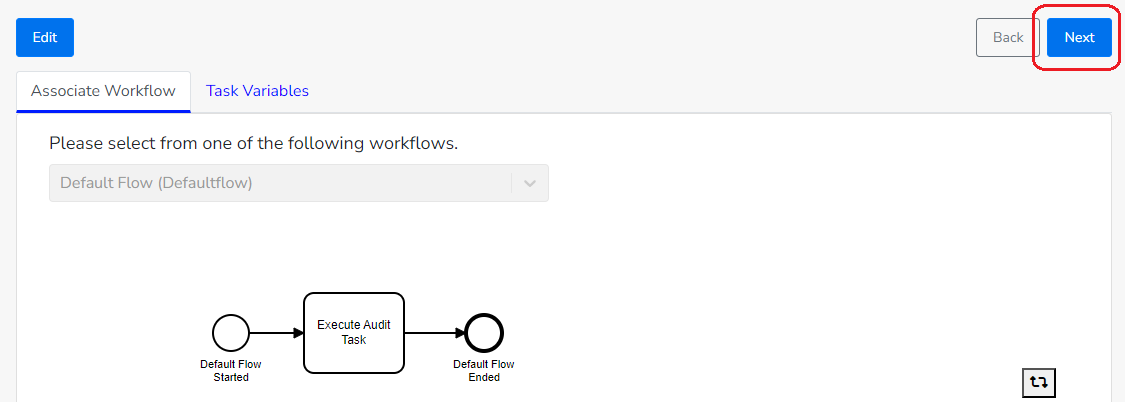 Edit
Back
Next
Associate Workflow
Task Variables
Please select from one of the following workflows.
Default Flow (Defaultflow)
Execute Audit
Task
Default Flow
Started
Default Flow
Ended